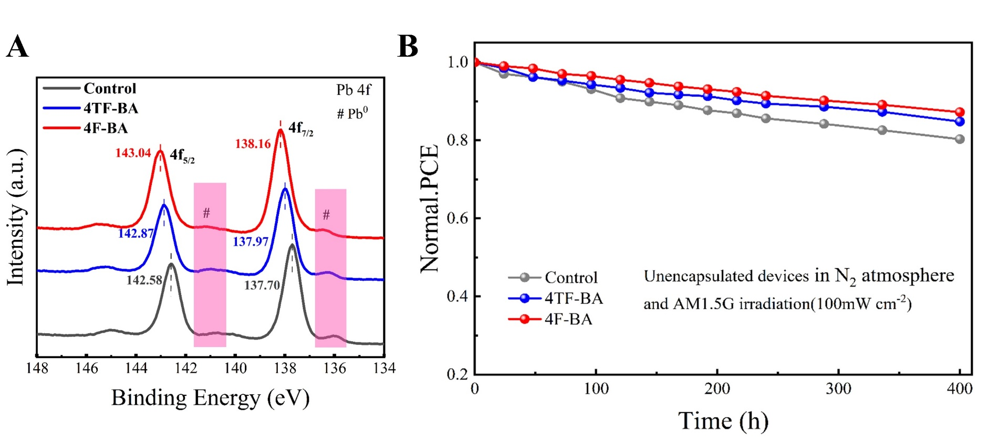 A
Control
4TF-BA
4F-BA
Pb 4f
# Pb⁰
143.04
4f5/2
138.16
4f7/2
142.87
137.97
142.58
137.70
#
#
Intensity (a.u.)
148 146 144 142 140 138 136 134
Binding Energy (eV)
B
1.0
0.8
0.6
0.4
0.2
Normal.PCE
Control
4TF-BA
4F-BA
Unencapsulated devices in N₂ atmosphere
and AM1.5G irradiation(100mW cm⁻²)
0 100 200 300 400
Time (h)